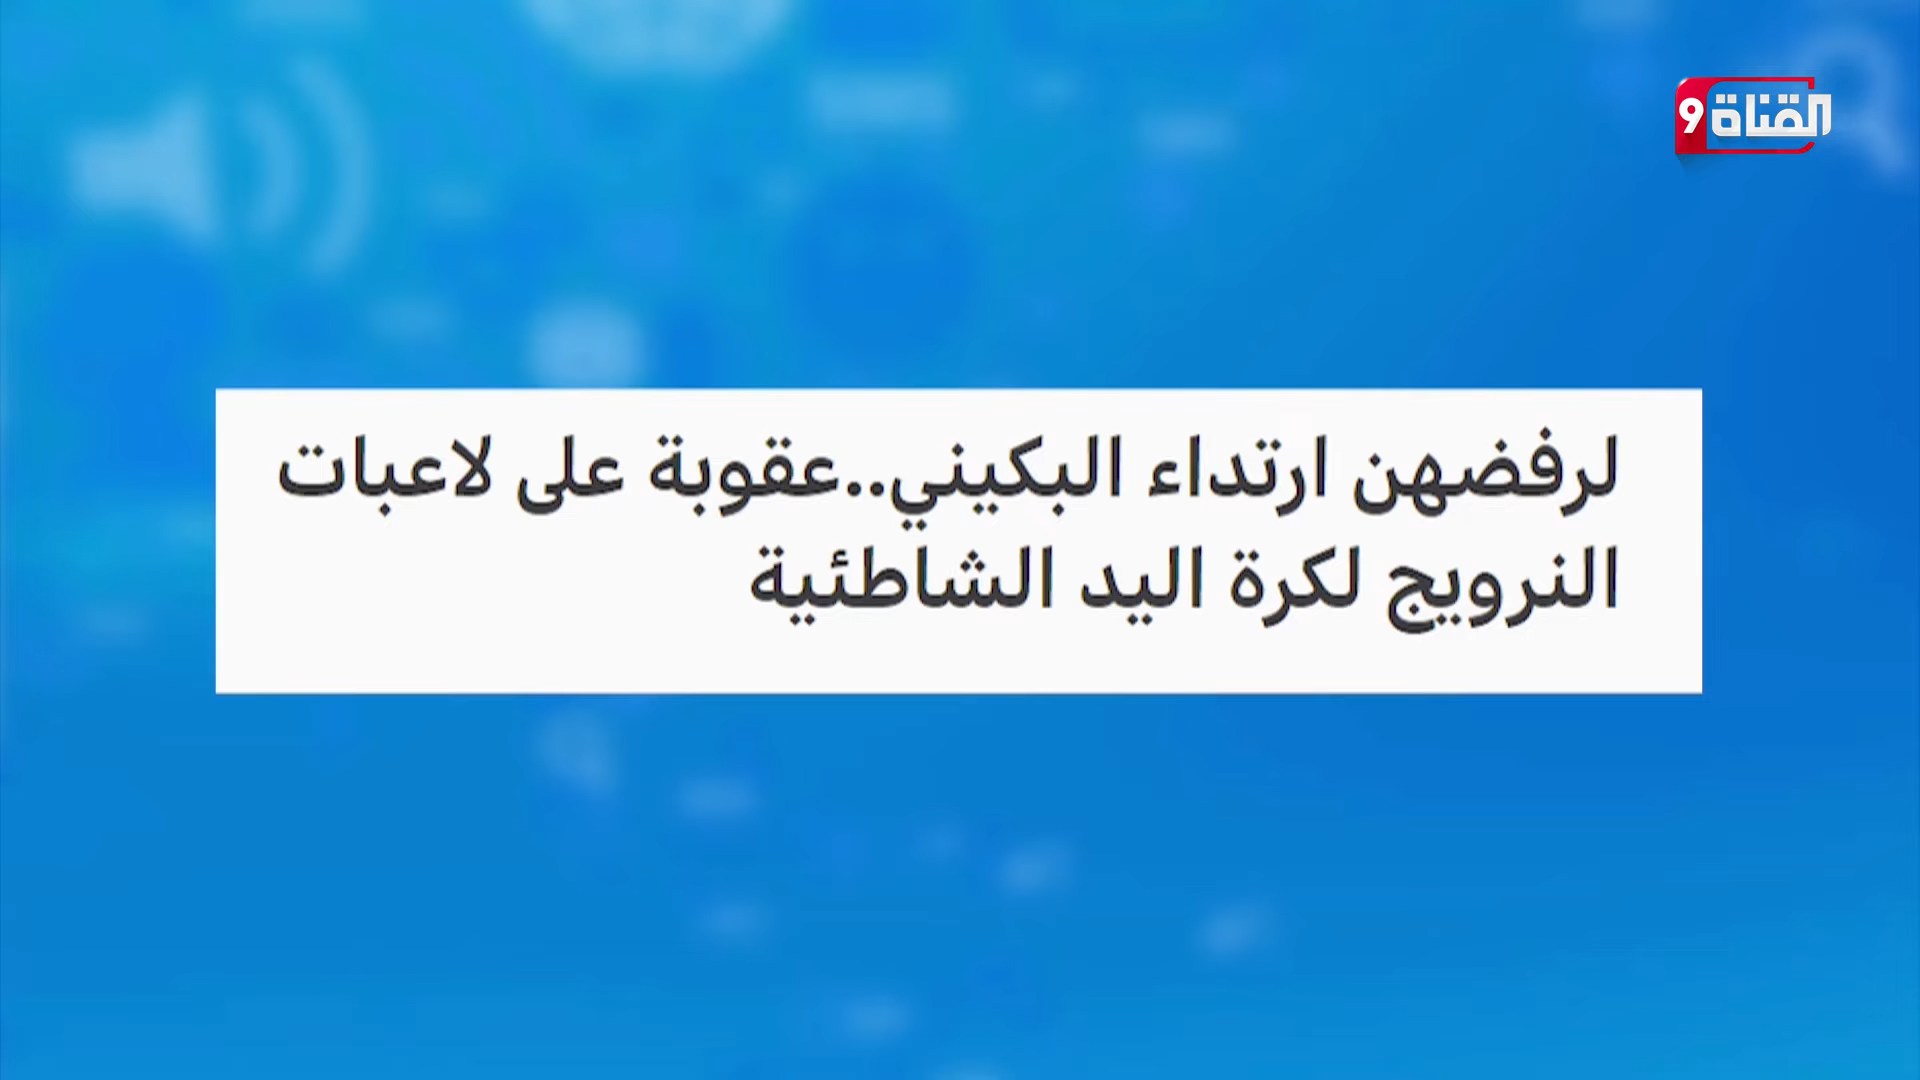 القناة 9
لرفضهن ارتداء البكيني..عقوبة على لاعبات
النرويج لكرة اليد الشاطئية